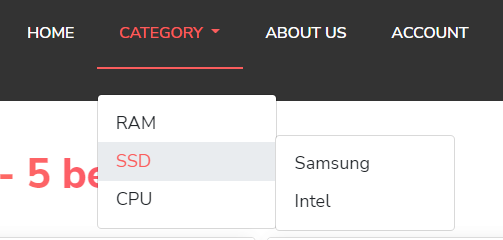 HOME CATEGORY ABOUT US ACCOUNT
RAM
- 5 be
SSD
Samsung
CPU
Intel